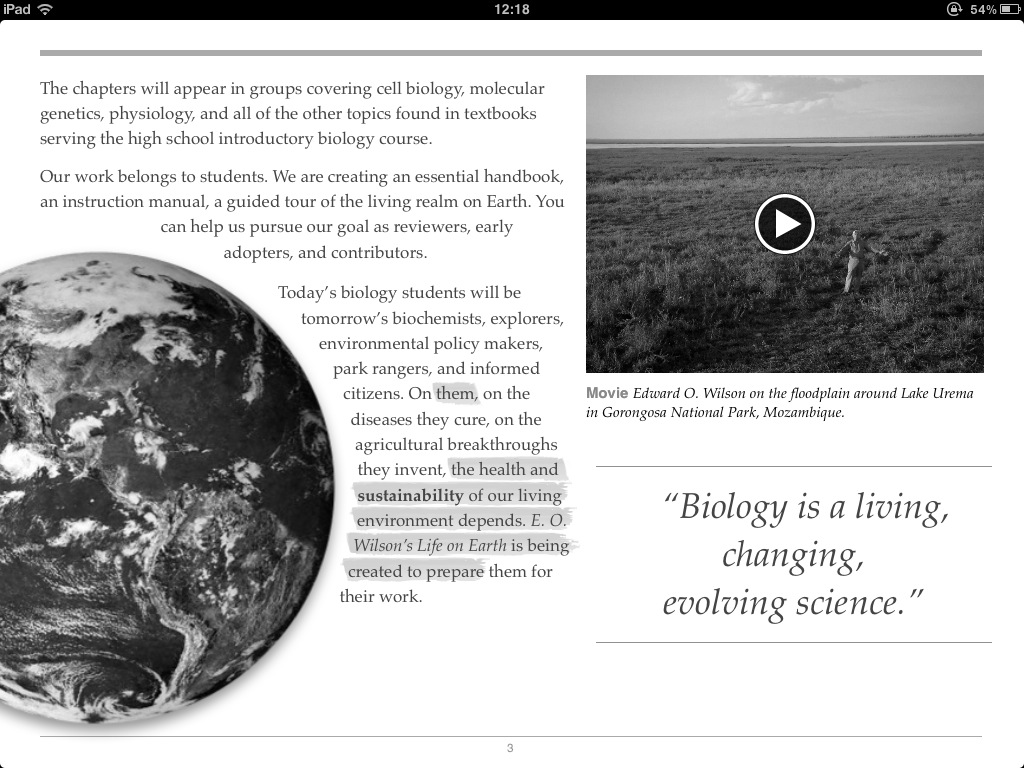 iPad 12:18 54%
The chapters will appear in groups covering cell biology, molecular
genetics, physiology, and all of the other topics found in textbooks
serving the high school introductory biology course.
Our work belongs to students. We are creating an essential handbook,
an instruction manual, a guided tour of the living realm on Earth. You
can help us pursue our goal as reviewers, early
adopters, and contributors.
Today’s biology students will be
tomorrow’s biochemists, explorers,
environmental policy makers,
park rangers, and informed
citizens. On them, on the
diseases they cure, on the
agricultural breakthroughs
they invent, the health and
sustainability of our living
environment depends. E. O.
Wilson’s Life on Earth is being
created to prepare them for
their work.
Movie Edward O. Wilson on the floodplain around Lake Urema
in Gorongosa National Park, Mozambique.
“Biology is a living,
changing,
evolving science.”
3